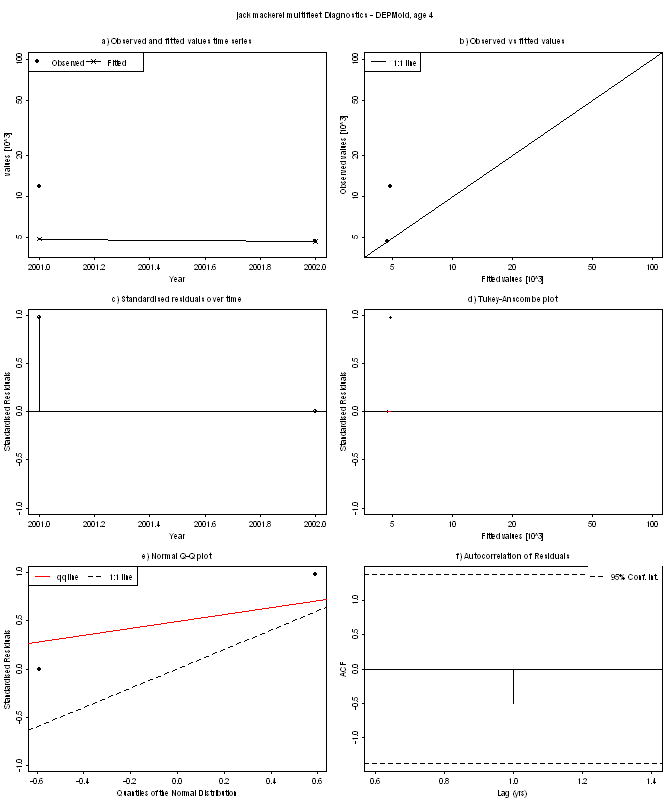 jack mackerel multifleet Diagnostics - DEPMold, age 4
a) Observed and fitted values time series
Observed Fitted
values [10^3]
100
50
20
10
5
2001.0 2001.2 2001.4 2001.6 2001.8 2002.0
Year
b) Observed vs fitted values
1:1 line
Observed values [10^3]
100
50
20
10
5
5 10 20 50 100
Fitted values [10^3]
c) Standardised residuals over time
Standardised Residuals
1.0
0.5
0.0
-0.5
-1.0
2001.0 2001.2 2001.4 2001.6 2001.8 2002.0
Year
d) Tukey-Anscombe plot
Standardised Residuals
1.0
0.5
0.0
-0.5
-1.0
5 10 20 50 100
Fitted values [10^3]
e) Normal Q-Q plot
qq line 1:1 line
Standardised Residuals
1.0
0.5
0.0
-0.5
-1.0
-0.6 -0.4 -0.2 0.0 0.2 0.4 0.6
Quantiles of the Normal Distribution
f) Autocorrelation of Residuals
95% Conf. Int.
ACF
1.0
0.5
0.0
-0.5
-1.0
0.6 0.8 1.0 1.2 1.4
Lag (yrs)